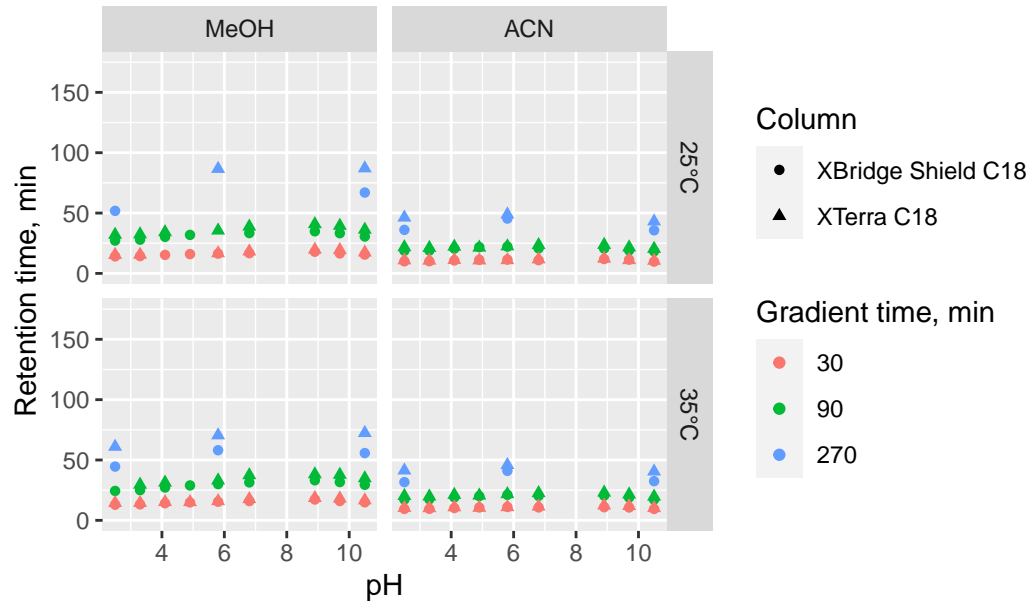 MeOH
ACN
150
100
50
0
25°C
150
100
50
0
35°C
4 6 8 10
4 6 8 10
Retention time, min
pH
Column
XBridge Shield C18
XTerra C18
Gradient time, min
30
90
270